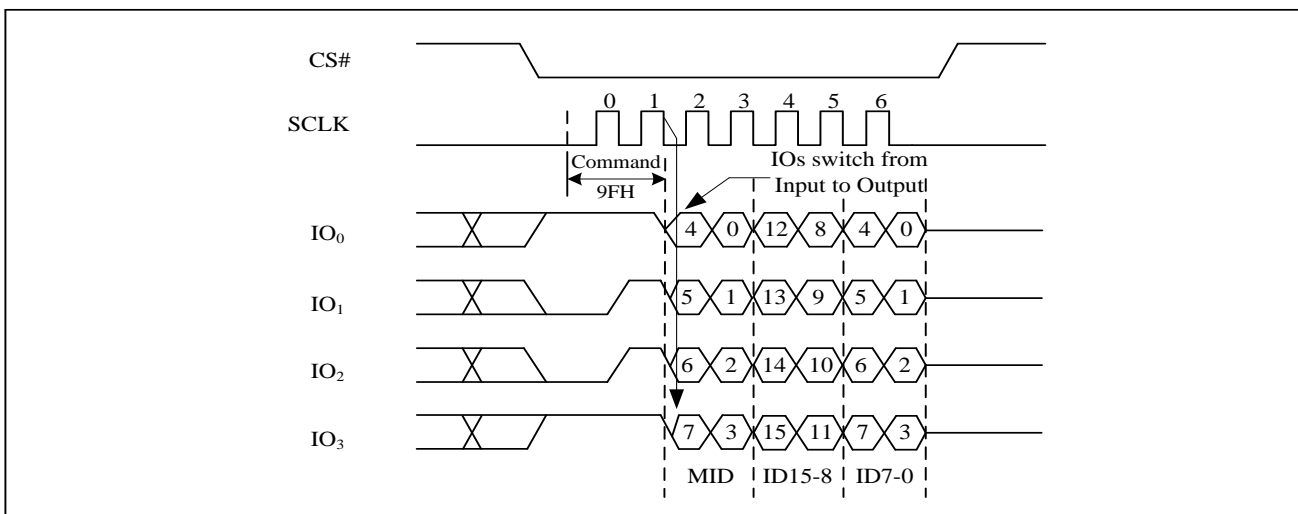 CS#
0 1 2 3 4 5 6
SCLK
Command
9FH
IOs switch from
Input to Output
IO₀ 4 0 12 8 4 0
IO₁ 5 1 13 9 5 1
IO₂ 6 2 14 10 6 2
IO₃ 7 3 15 11 7 3
MID ID15-8 ID7-0